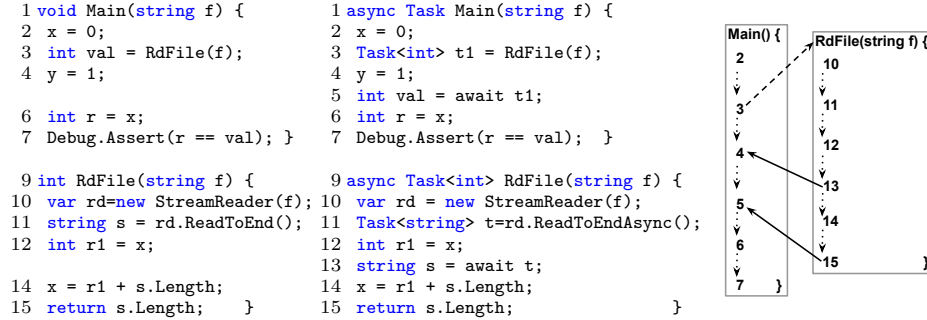 1 void Main(string f) {
2 x = 0;
3 int val = RdFile(f);
4 y = 1;
6 int r = x;
7 Debug.Assert(r == val); }
9 int RdFile(string f) {
10 var rd=new StreamReader(f);
11 string s = rd.ReadToEnd();
12 int r1 = x;
14 x = r1 + s.Length;
15 return s.Length; }
1 async Task Main(string f) {
2 x = 0;
3 Task<int> t1 = RdFile(f);
4 y = 1;
5 int val = await t1;
6 int r = x;
7 Debug.Assert(r == val); }
9 async Task<int> RdFile(string f) {
10 var rd = new StreamReader(f);
11 Task<string> t=rd.ReadToEndAsync();
12 int r1 = x;
13 string s = await t;
14 x = r1 + s.Length;
15 return s.Length; }
Main() {
2
3
4
5
6
7 }
RdFile(string f) {
10
11
12
13
14
15 }